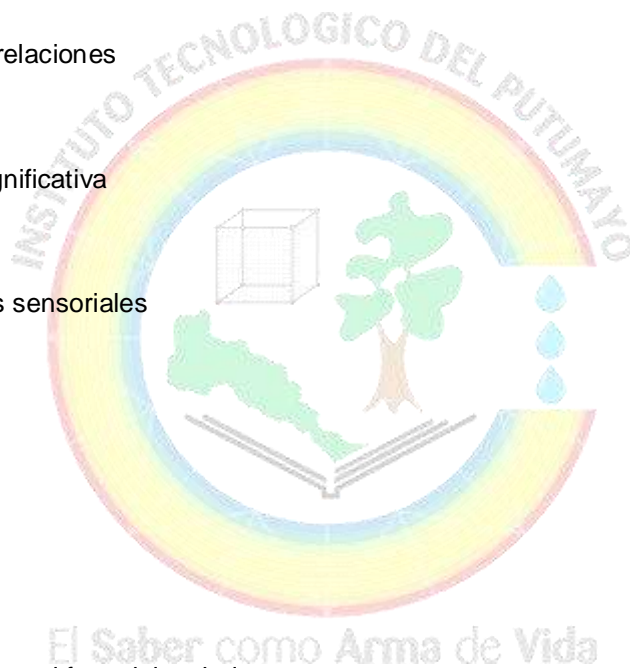 relaciones
INSTITUTO TECNOLOGICO DEL PUTUMAYO
gnificativa
s sensoriales
El Saber como Arma de Vida